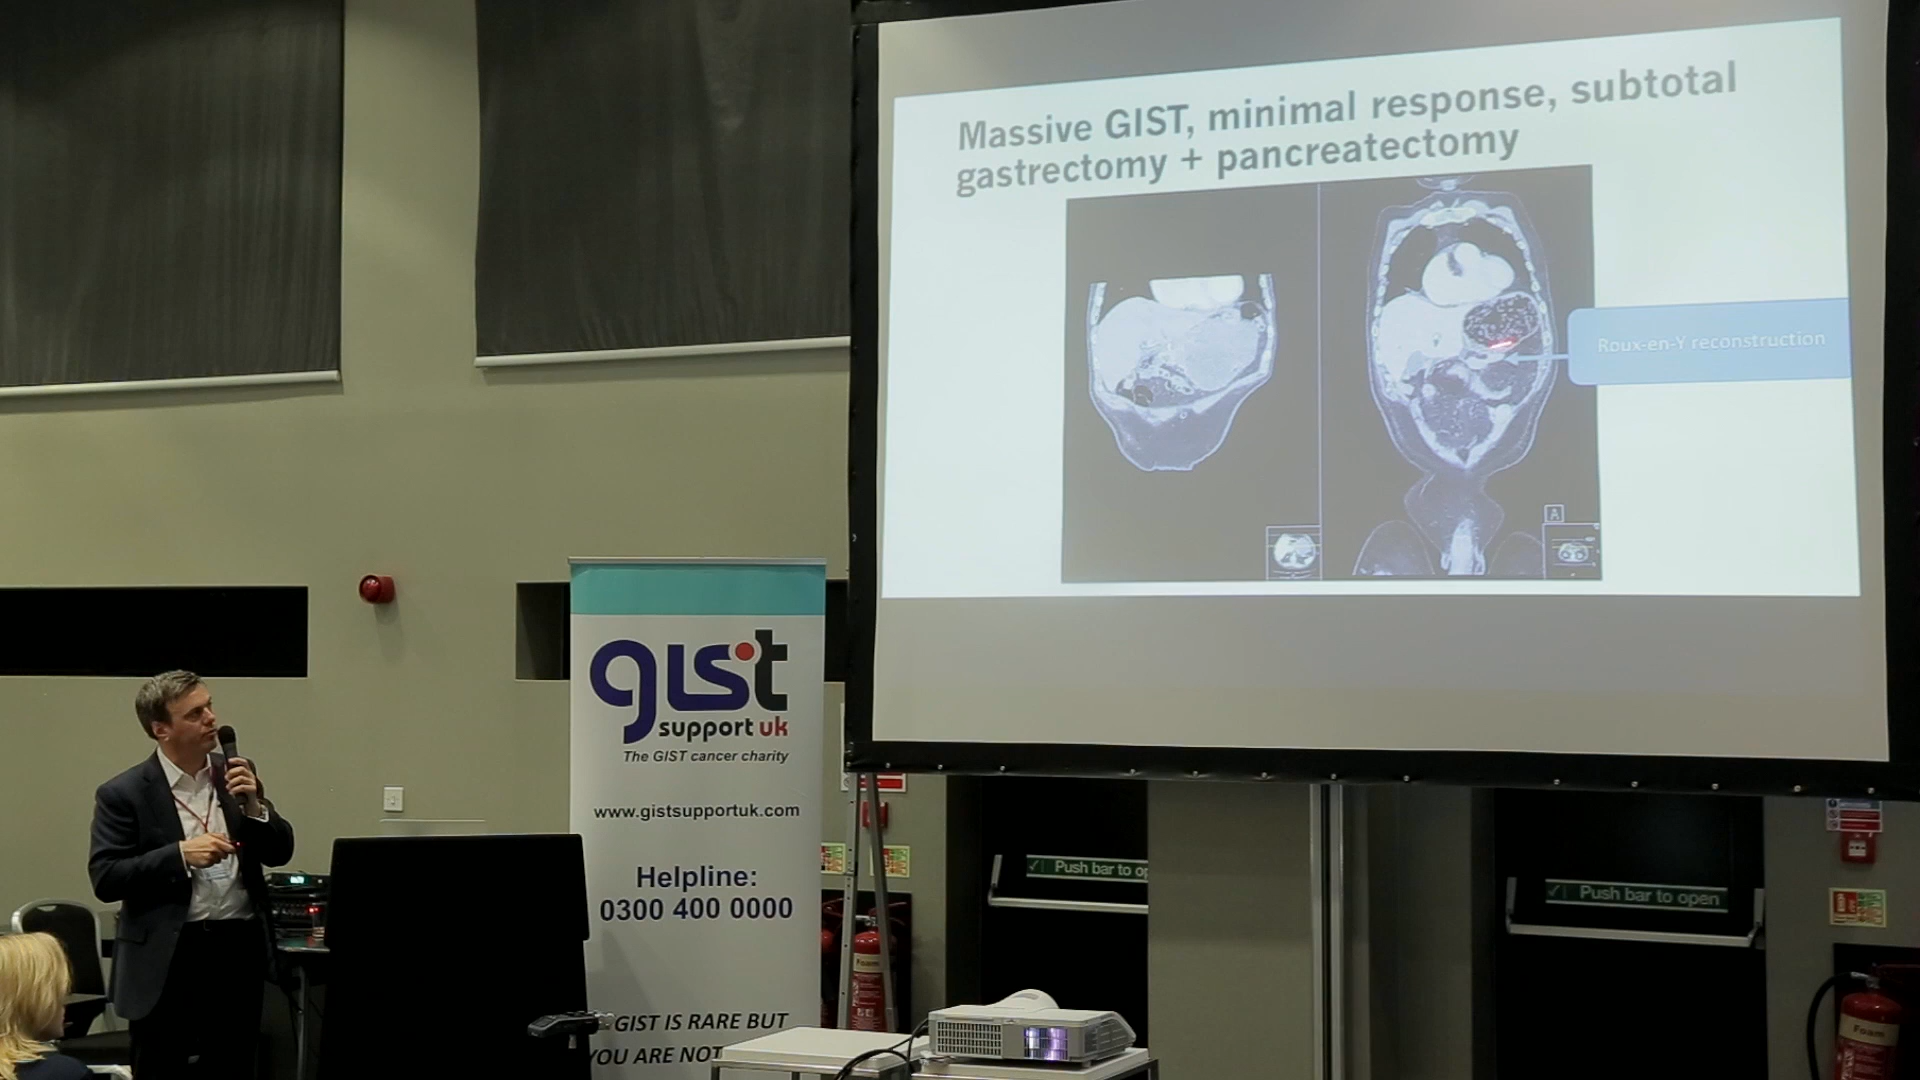 Massive GIST, minimal response, subtotal
gastrectomy + pancreatectomy
Roux-en-Y reconstruction
A
gist
support uk
The GIST cancer charity
www.gistsupportuk.com
Helpline:
0300 400 0000
GIST IS RARE BUT
YOU ARE NOT
Push bar to op
Push bar to open
Foam
Foam